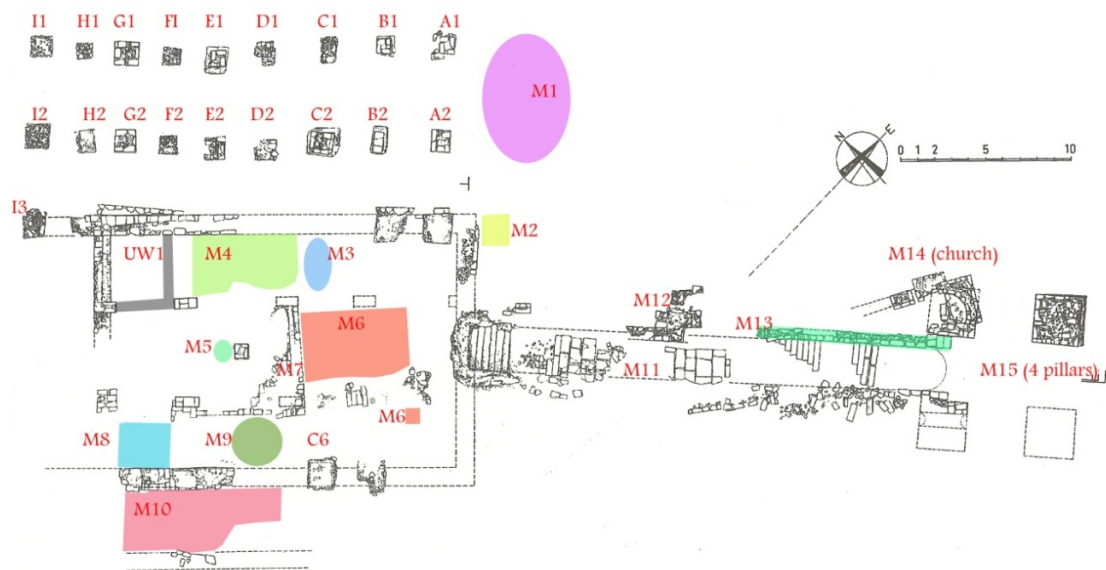 I1 H1 G1 F1 E1 D1 C1 B1 A1
M1
I2 H2 G2 F2 E2 D2 C2 B2 A2
N E
0 1 2 5 10
I3
UW1 M4 M3 M2
M14 (church)
M12
M6 M13
M5
M7 M11 M15 (4 pillars)
M6
M8 M9 C6
M10